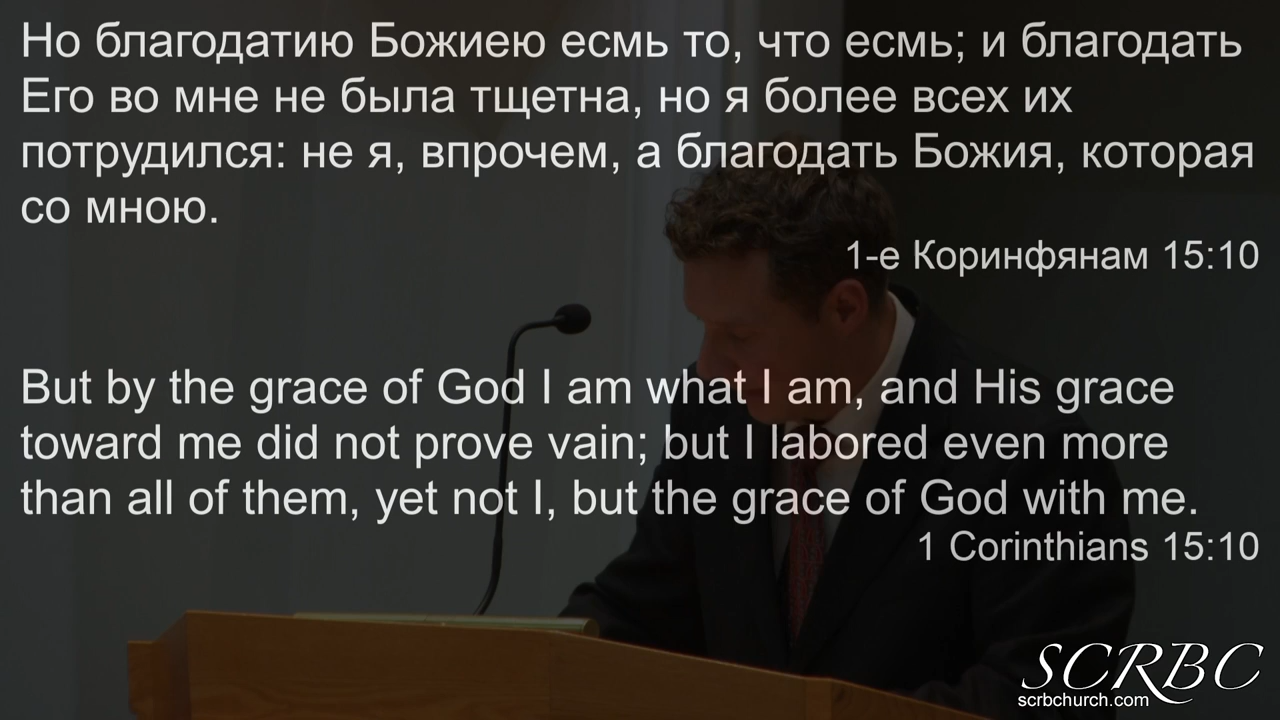 Но благодатию Божиею есмь то, что есмь; и благодать
Его во мне не была тщетна, но я более всех их
потрудился: не я, впрочем, а благодать Божия, которая
со мною.
1-е Коринфянам 15:10
But by the grace of God I am what I am, and His grace
toward me did not prove vain; but I labored even more
than all of them, yet not I, but the grace of God with me.
1 Corinthians 15:10
SCRBC
scrbchurch.com